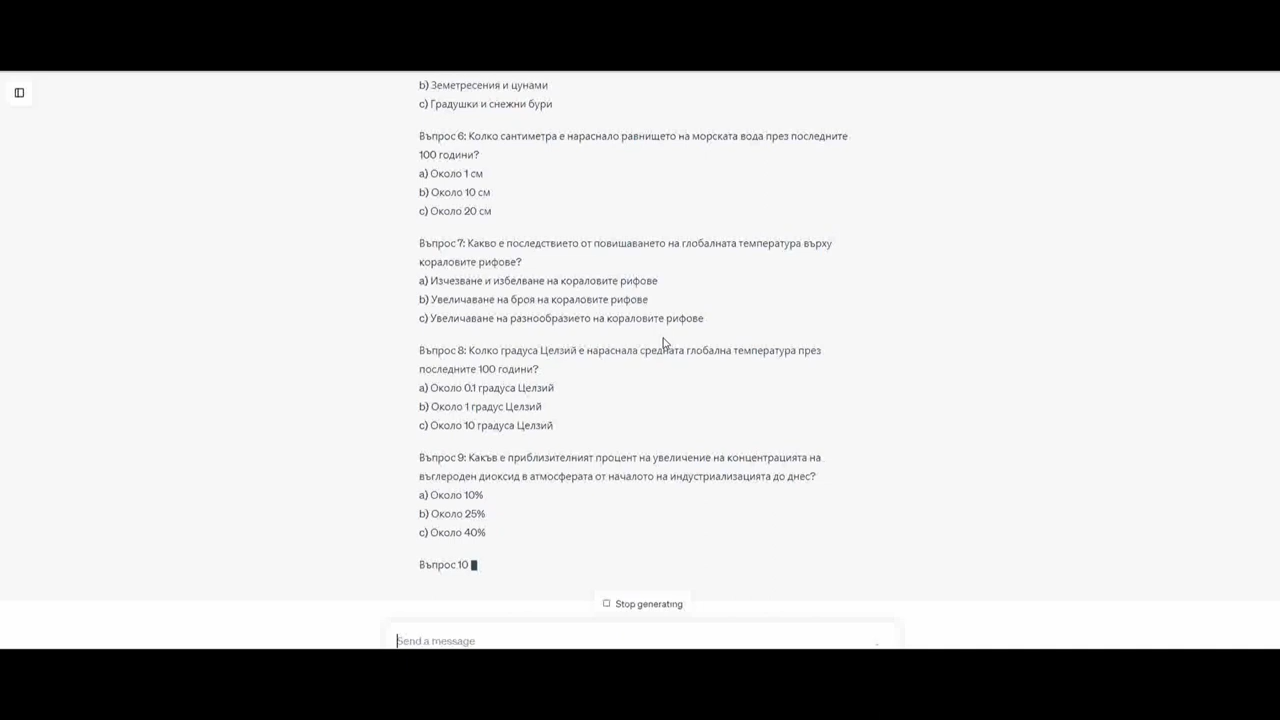 b) Земетресения и цунами
c) Градушки и снежни бури
Въпрос 6: Колко сантиметра е нараснало равнището на морската вода през последните
100 години?
a) Около 1 см
b) Около 10 см
c) Около 20 см
Въпрос 7: Какво е последствието от повишаването на глобалната температура върху
кораловите рифове?
a) Изчезване и избелване на кораловите рифове
b) Увеличаване на броя на кораловите рифове
c) Увеличаване на разнообразието на кораловите рифове
Въпрос 8: Колко градуса Целзий е нараснала средната глобална температура през
последните 100 години?
a) Около 0.1 градуса Целзий
b) Около 1 градус Целзий
c) Около 10 градуса Целзий
Въпрос 9: Какъв е приблизителният процент на увеличение на концентрацията на
въглероден диоксид в атмосферата от началото на индустриализацията до днес?
a) Около 10%
b) Около 25%
c) Около 40%
Въпрос 10
Stop generating
Send a message